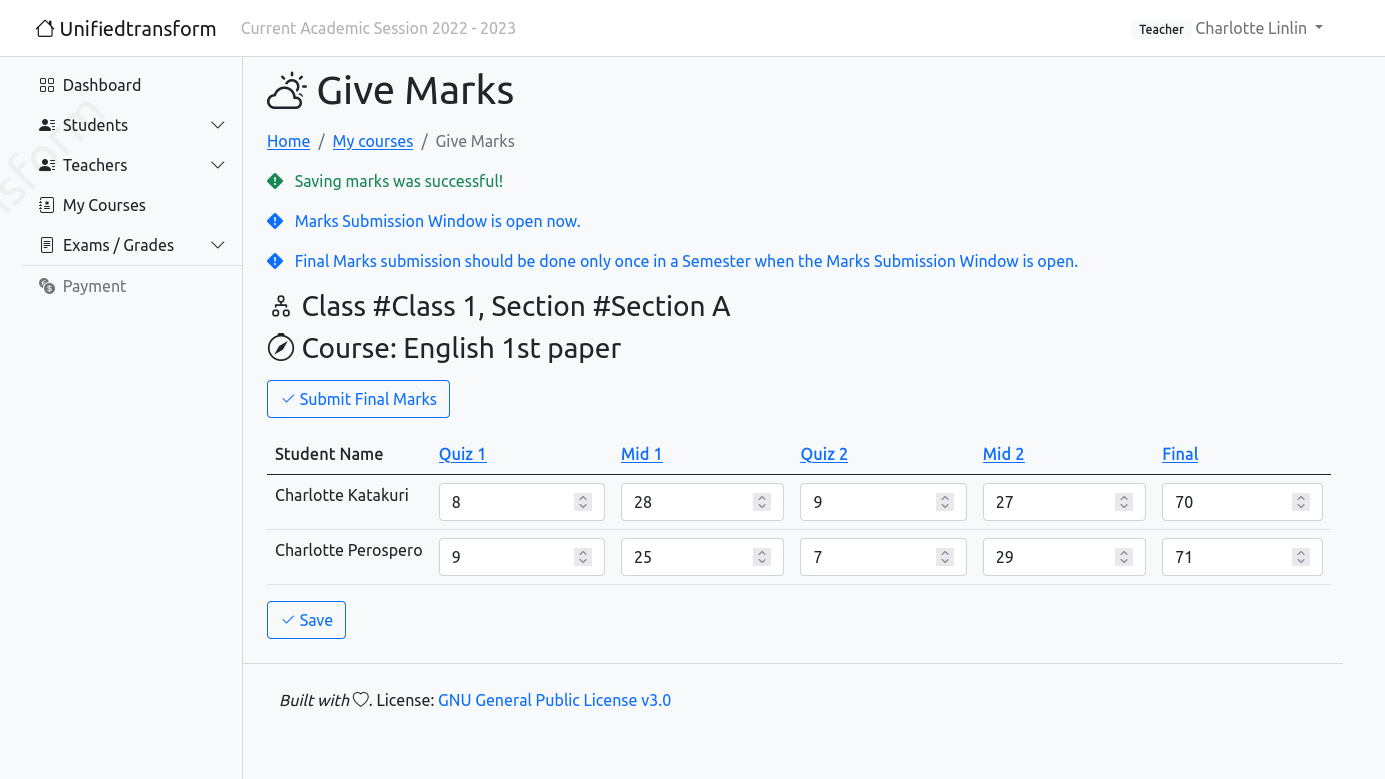 Unifiedtransform Current Academic Session 2022 - 2023 Teacher Charlotte Linlin
Dashboard
Students
Teachers
My Courses
Exams / Grades
Payment
Give Marks
Home / My courses / Give Marks
Saving marks was successful!
Marks Submission Window is open now.
Final Marks submission should be done only once in a Semester when the Marks Submission Window is open.
Class #Class 1, Section #Section A
Course: English 1st paper
Submit Final Marks
Student Name Quiz 1 Mid 1 Quiz 2 Mid 2 Final
Charlotte Katakuri 8 28 9 27 70
Charlotte Perospero 9 25 7 29 71
Save
Built with . License: GNU General Public License v3.0